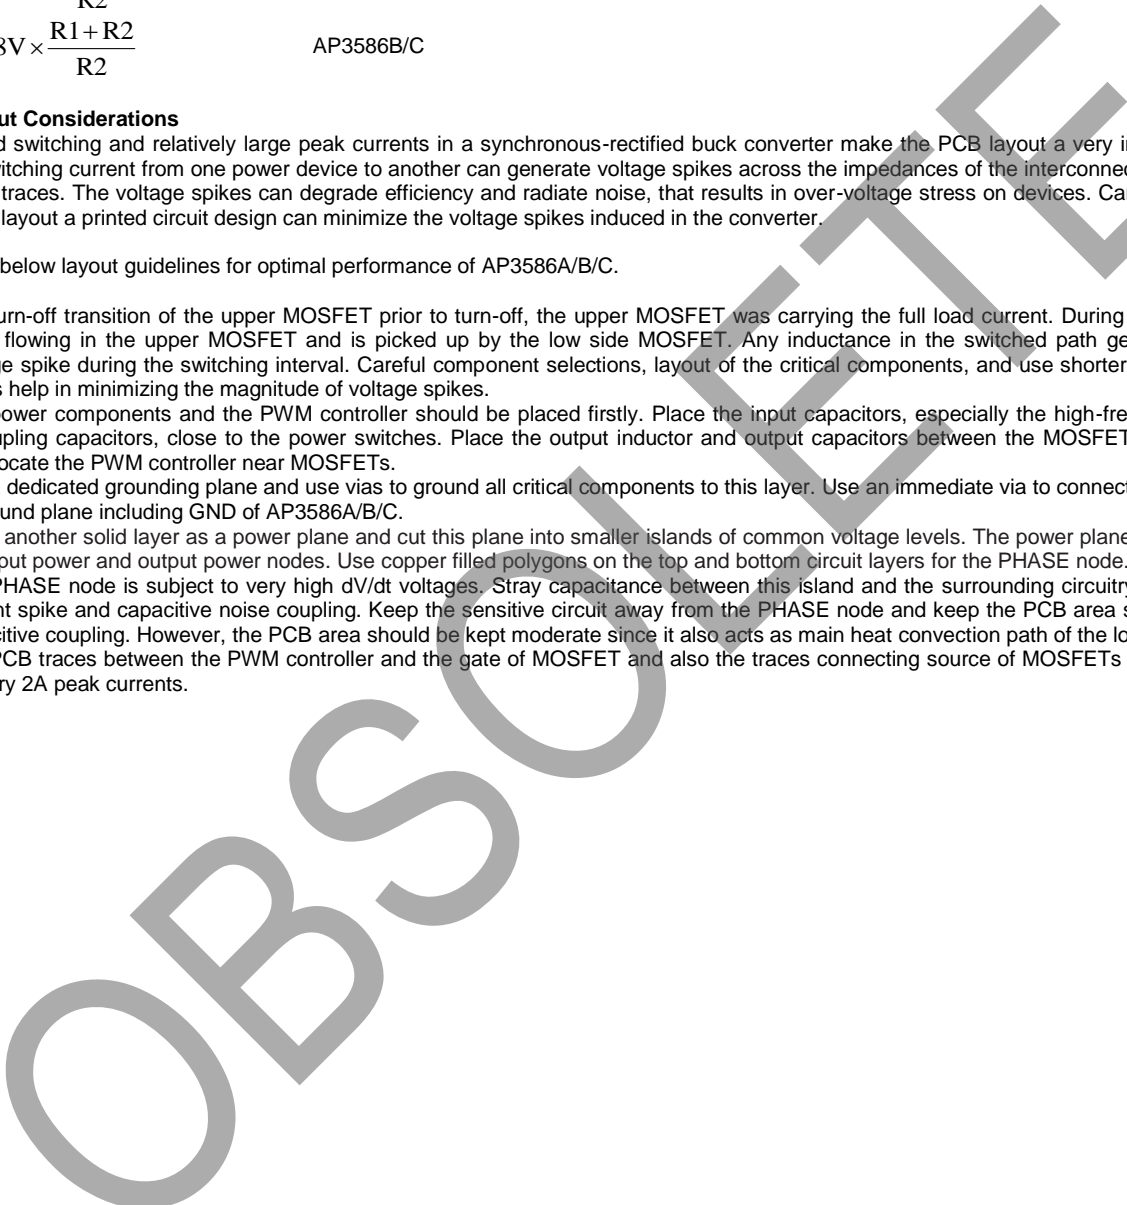 R2
8V × R1 + R2 / R2 AP3586B/C
ut Considerations
d switching and relatively large peak currents in a synchronous-rectified buck converter make the PCB layout a very i
witching current from one power device to another can generate voltage spikes across the impedances of the interconnec
traces. The voltage spikes can degrade efficiency and radiate noise, that results in over-voltage stress on devices. Ca
layout a printed circuit design can minimize the voltage spikes induced in the converter.
below layout guidelines for optimal performance of AP3586A/B/C.
urn-off transition of the upper MOSFET prior to turn-off, the upper MOSFET was carrying the full load current. During
flowing in the upper MOSFET and is picked up by the low side MOSFET. Any inductance in the switched path ge
ge spike during the switching interval. Careful component selections, layout of the critical components, and use shorter
s help in minimizing the magnitude of voltage spikes.
power components and the PWM controller should be placed firstly. Place the input capacitors, especially the high-fre
upling capacitors, close to the power switches. Place the output inductor and output capacitors between the MOSFET
ocate the PWM controller near MOSFETs.
dedicated grounding plane and use vias to ground all critical components to this layer. Use an immediate via to connect
und plane including GND of AP3586A/B/C.
another solid layer as a power plane and cut this plane into smaller islands of common voltage levels. The power plane
put power and output power nodes. Use copper filled polygons on the top and bottom circuit layers for the PHASE node.
PHASE node is subject to very high dV/dt voltages. Stray capacitance between this island and the surrounding circuitry
nt spike and capacitive noise coupling. Keep the sensitive circuit away from the PHASE node and keep the PCB area s
citive coupling. However, the PCB area should be kept moderate since it also acts as main heat convection path of the lo
PCB traces between the PWM controller and the gate of MOSFET and also the traces connecting source of MOSFETs
ry 2A peak currents.
OBSOLETE